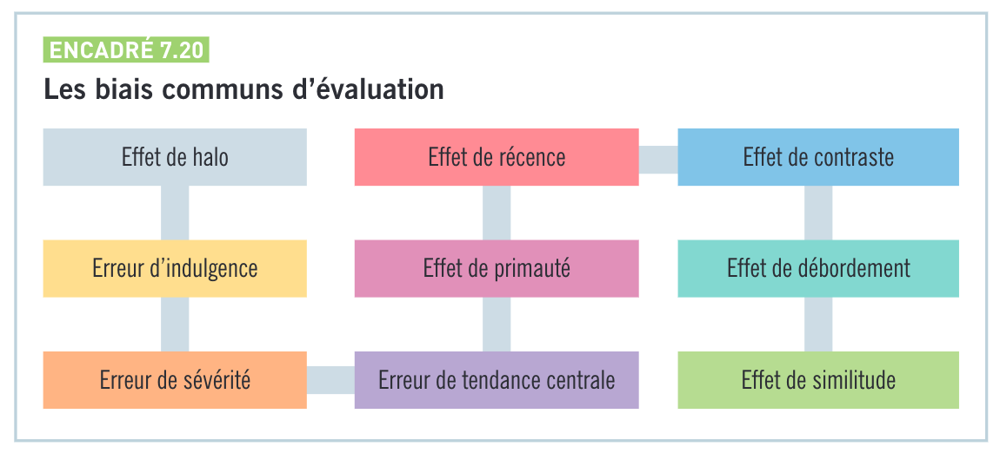 ENCADRÉ 7.20
Les biais communs d’évaluation
Effet de halo
Erreur d’indulgence
Erreur de sévérité
Erreur de tendance centrale
Effet de primauté
Effet de récence
Effet de contraste
Effet de débordement
Effet de similitude